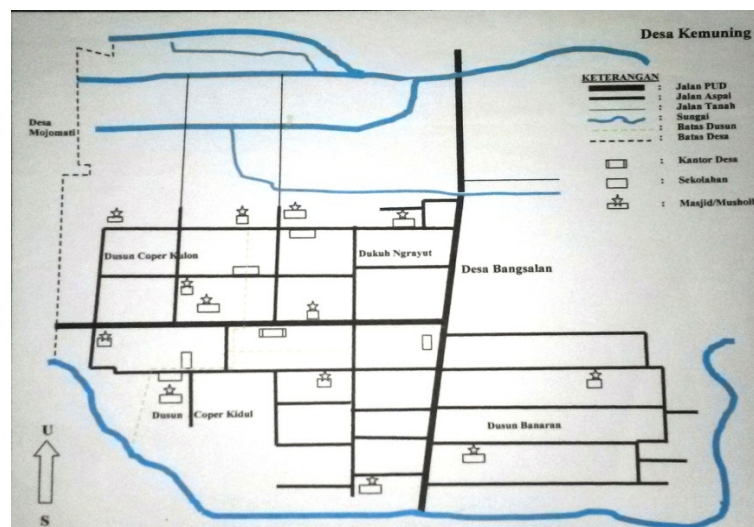 Desa Kemuning
KETERANGAN
: Jalan PUD
: Jalan Aspal
: Jalan Tanah
: Sungai
: Batas Dusun
: Batas Desa
: Kantor Desa
: Sekolahan
: Masjid/Musholl
Desa
Mojomati
Dusun Coper Kulon
Dukuh Ngrayut
Desa Bangsalan
Dusun Coper Kidul
Dusun Banaran
U
S